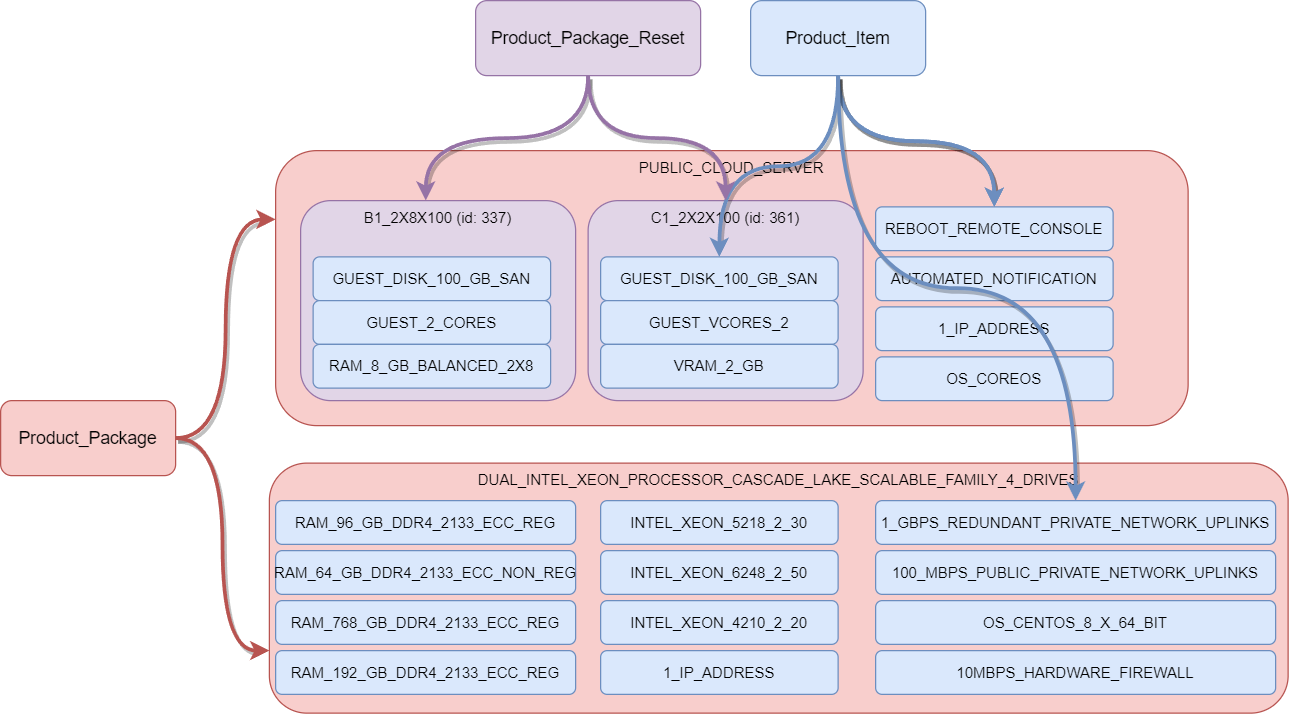 Product_Package_Reset
Product_Item
PUBLIC_CLOUD_SERVER
B1_2X8X100 (id: 337)
GUEST_DISK_100_GB_SAN
GUEST_2_CORES
RAM_8_GB_BALANCED_2X8
C1_2X2X100 (id: 361)
GUEST_DISK_100_GB_SAN
GUEST_VCORES_2
VRAM_2_GB
REBOOT_REMOTE_CONSOLE
AUTOMATED_NOTIFICATION
1_IP_ADDRESS
OS_COREOS
Product_Package
DUAL_INTEL_XEON_PROCESSOR_CASCADE_LAKE_SCALABLE_FAMILY_4_DRIVES
RAM_96_GB_DDR4_2133_ECC_REG
RAM_64_GB_DDR4_2133_ECC_NON_REG
RAM_768_GB_DDR4_2133_ECC_REG
RAM_192_GB_DDR4_2133_ECC_REG
INTEL_XEON_5218_2_30
INTEL_XEON_6248_2_50
INTEL_XEON_4210_2_20
1_IP_ADDRESS
1_GBPS_REDUNDANT_PRIVATE_NETWORK_UPLINKS
100_MBPS_PUBLIC_PRIVATE_NETWORK_UPLINKS
OS_CENTOS_8_X_64_BIT
10MBPS_HARDWARE_FIREWALL